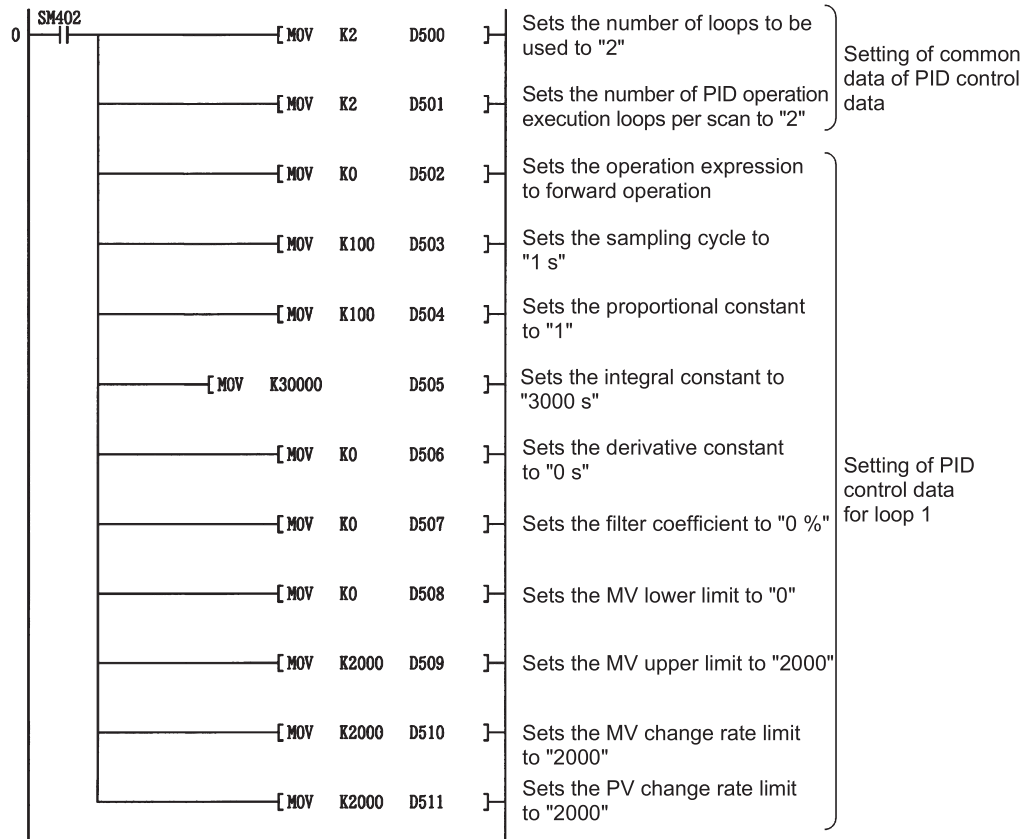 SM402
0
[ MOV K2 D500 ]
Sets the number of loops to be
used to "2"
[ MOV K2 D501 ]
Sets the number of PID operation
execution loops per scan to "2"
Setting of common
data of PID control
data
[ MOV K0 D502 ]
Sets the operation expression
to forward operation
[ MOV K100 D503 ]
Sets the sampling cycle to
"1 s"
[ MOV K100 D504 ]
Sets the proportional constant
to "1"
[ MOV K30000 D505 ]
Sets the integral constant to
"3000 s"
[ MOV K0 D506 ]
Sets the derivative constant
to "0 s"
[ MOV K0 D507 ]
Sets the filter coefficient to "0 %"
[ MOV K0 D508 ]
Sets the MV lower limit to "0"
[ MOV K2000 D509 ]
Sets the MV upper limit to "2000"
[ MOV K2000 D510 ]
Sets the MV change rate limit
to "2000"
[ MOV K2000 D511 ]
Sets the PV change rate limit
to "2000"
Setting of PID
control data
for loop 1